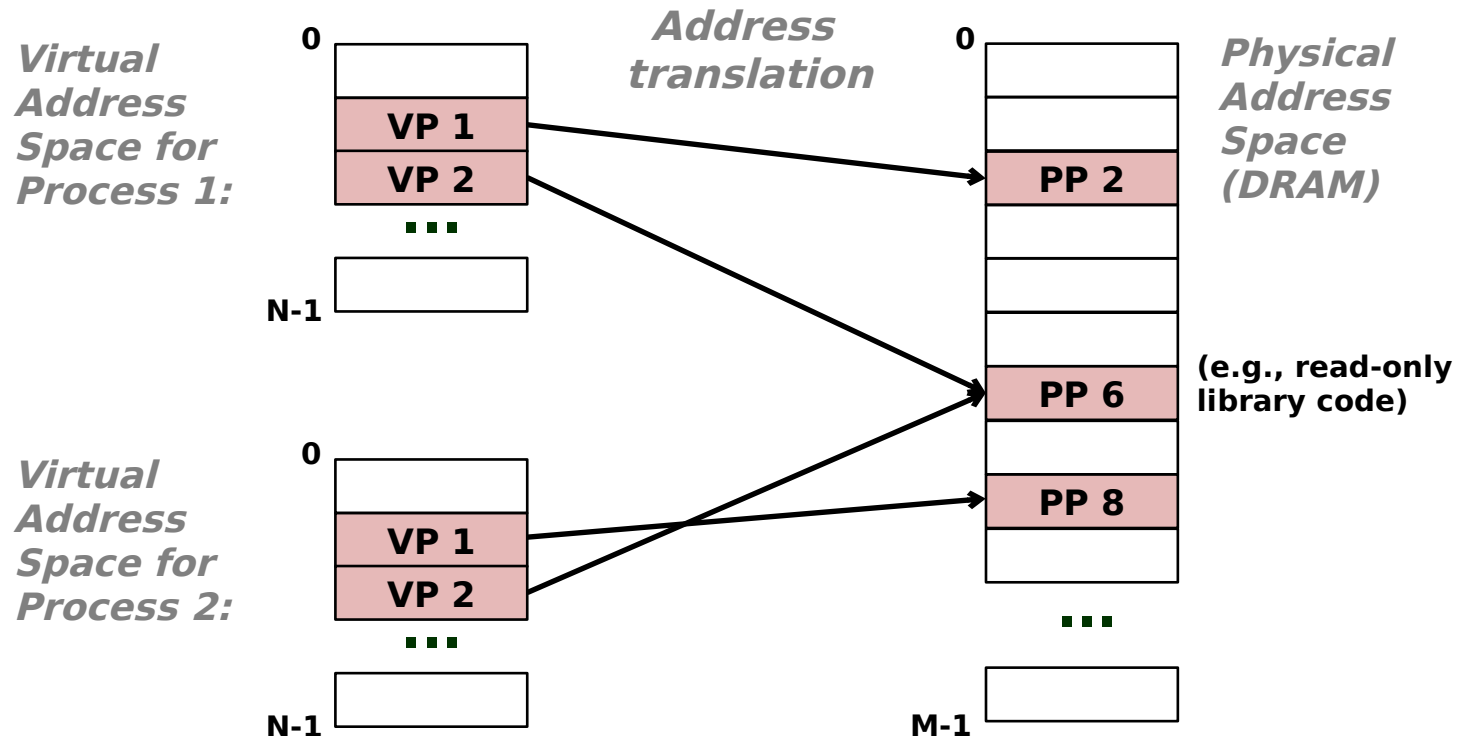 Virtual
Address
Space for
Process 1:
0
VP 1
VP 2
N-1
Address
translation
0
PP 2
PP 6
PP 8
M-1
Physical
Address
Space
(DRAM)
(e.g., read-only
library code)
Virtual
Address
Space for
Process 2:
0
VP 1
VP 2
N-1